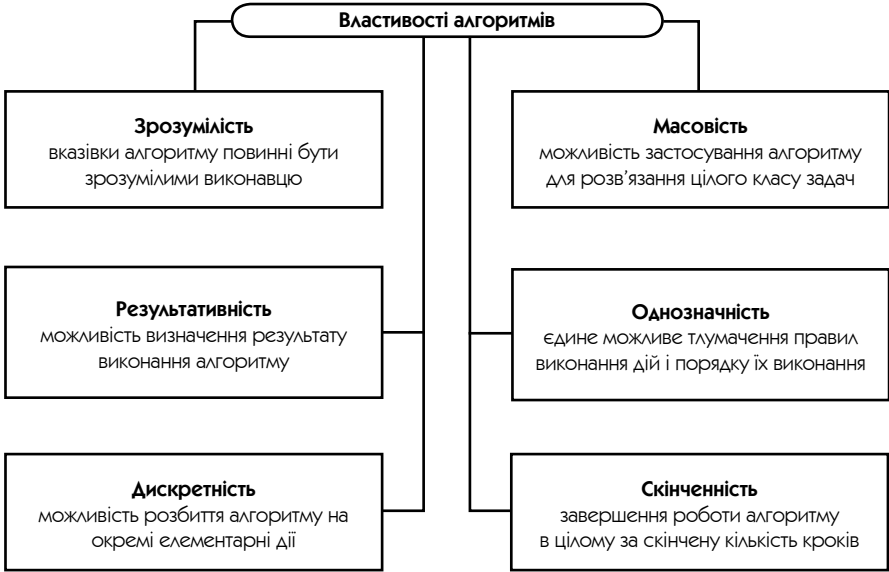 Властивості алгоритмів
Зрозумілість
вказівки алгоритму повинні бути
зрозумілими виконавцю
Масовість
можливість застосування алгоритму
для розв’язання цілого класу задач
Результативність
можливість визначення результату
виконання алгоритму
Однозначність
єдине можливе тлумачення правил
виконання дій і порядку їх виконання
Дискретність
можливість розбиття алгоритму на
окремі елементарні дії
Скінченність
завершення роботи алгоритму
в цілому за скінчену кількість кроків